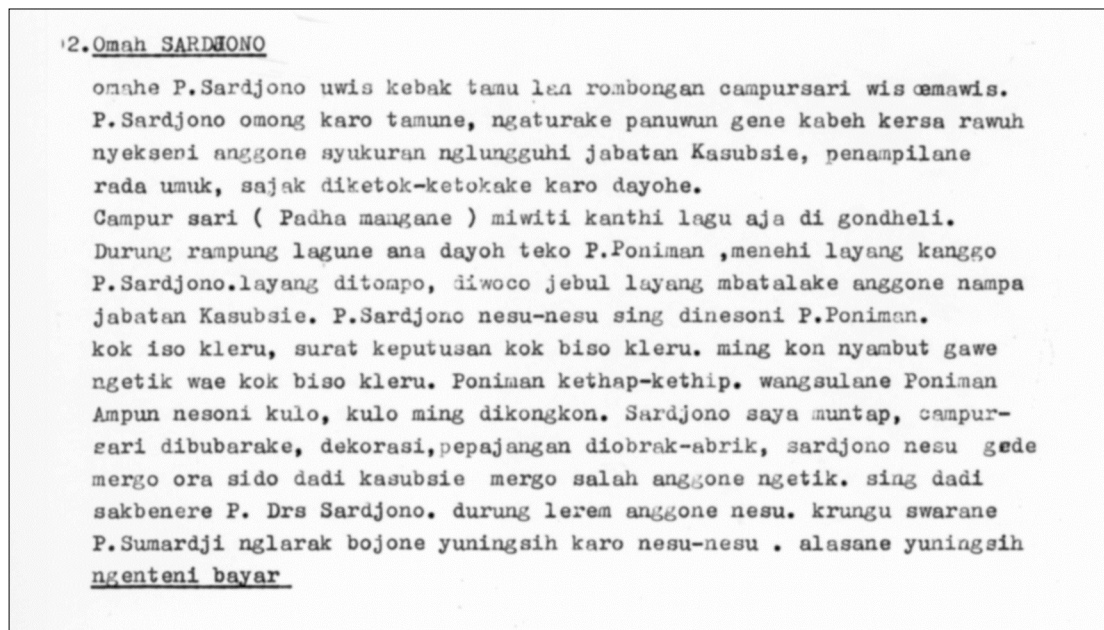 2.Omah SARDJONO
omahe P.Sardjono uwis kebak tamu lan rombongan campursari wis cemawis.
P.Sardjono omong karo tamune, ngaturake panuwun gene kabeh kersa rawuh
nyekseni anggone syukuran nglungguhi jabatan Kasubsie, penampilane
rada umuk, sajak diketok-ketokake karo dayohe.
Campur sari ( Padha mangane ) miwiti kanthi lagu aja di gondheli.
Durung rampung lagune ana dayoh teko P.Poniman ,menehi layang kanggo
P.Sardjono.layang ditompo, diwoco jebul layang mbatalake anggone nampa
jabatan Kasubsie. P.Sardjono nesu-nesu sing dinesoni P.Poniman.
kok iso kleru, surat keputusan kok biso kleru. ming kon nyambut gawe
ngetik wae kok biso kleru. Poniman kethap-kethip. wangsulane Poniman
Ampun nesoni kulo, kulo ming dikongkon. Sardjono saya muntap, campur-
sari dibubarake, dekorasi,pepajangan diobrak-abrik, sardjono nesu gede
mergo ora sido dadi kasubsie mergo salah anggone ngetik. sing dadi
sakbenere P. Drs Sardjono. durung lerem anggone nesu. krungu swarane
P.Sumardji nglarak bojone yuningsih karo nesu-nesu . alasane yuningsih
ngenteni bayar